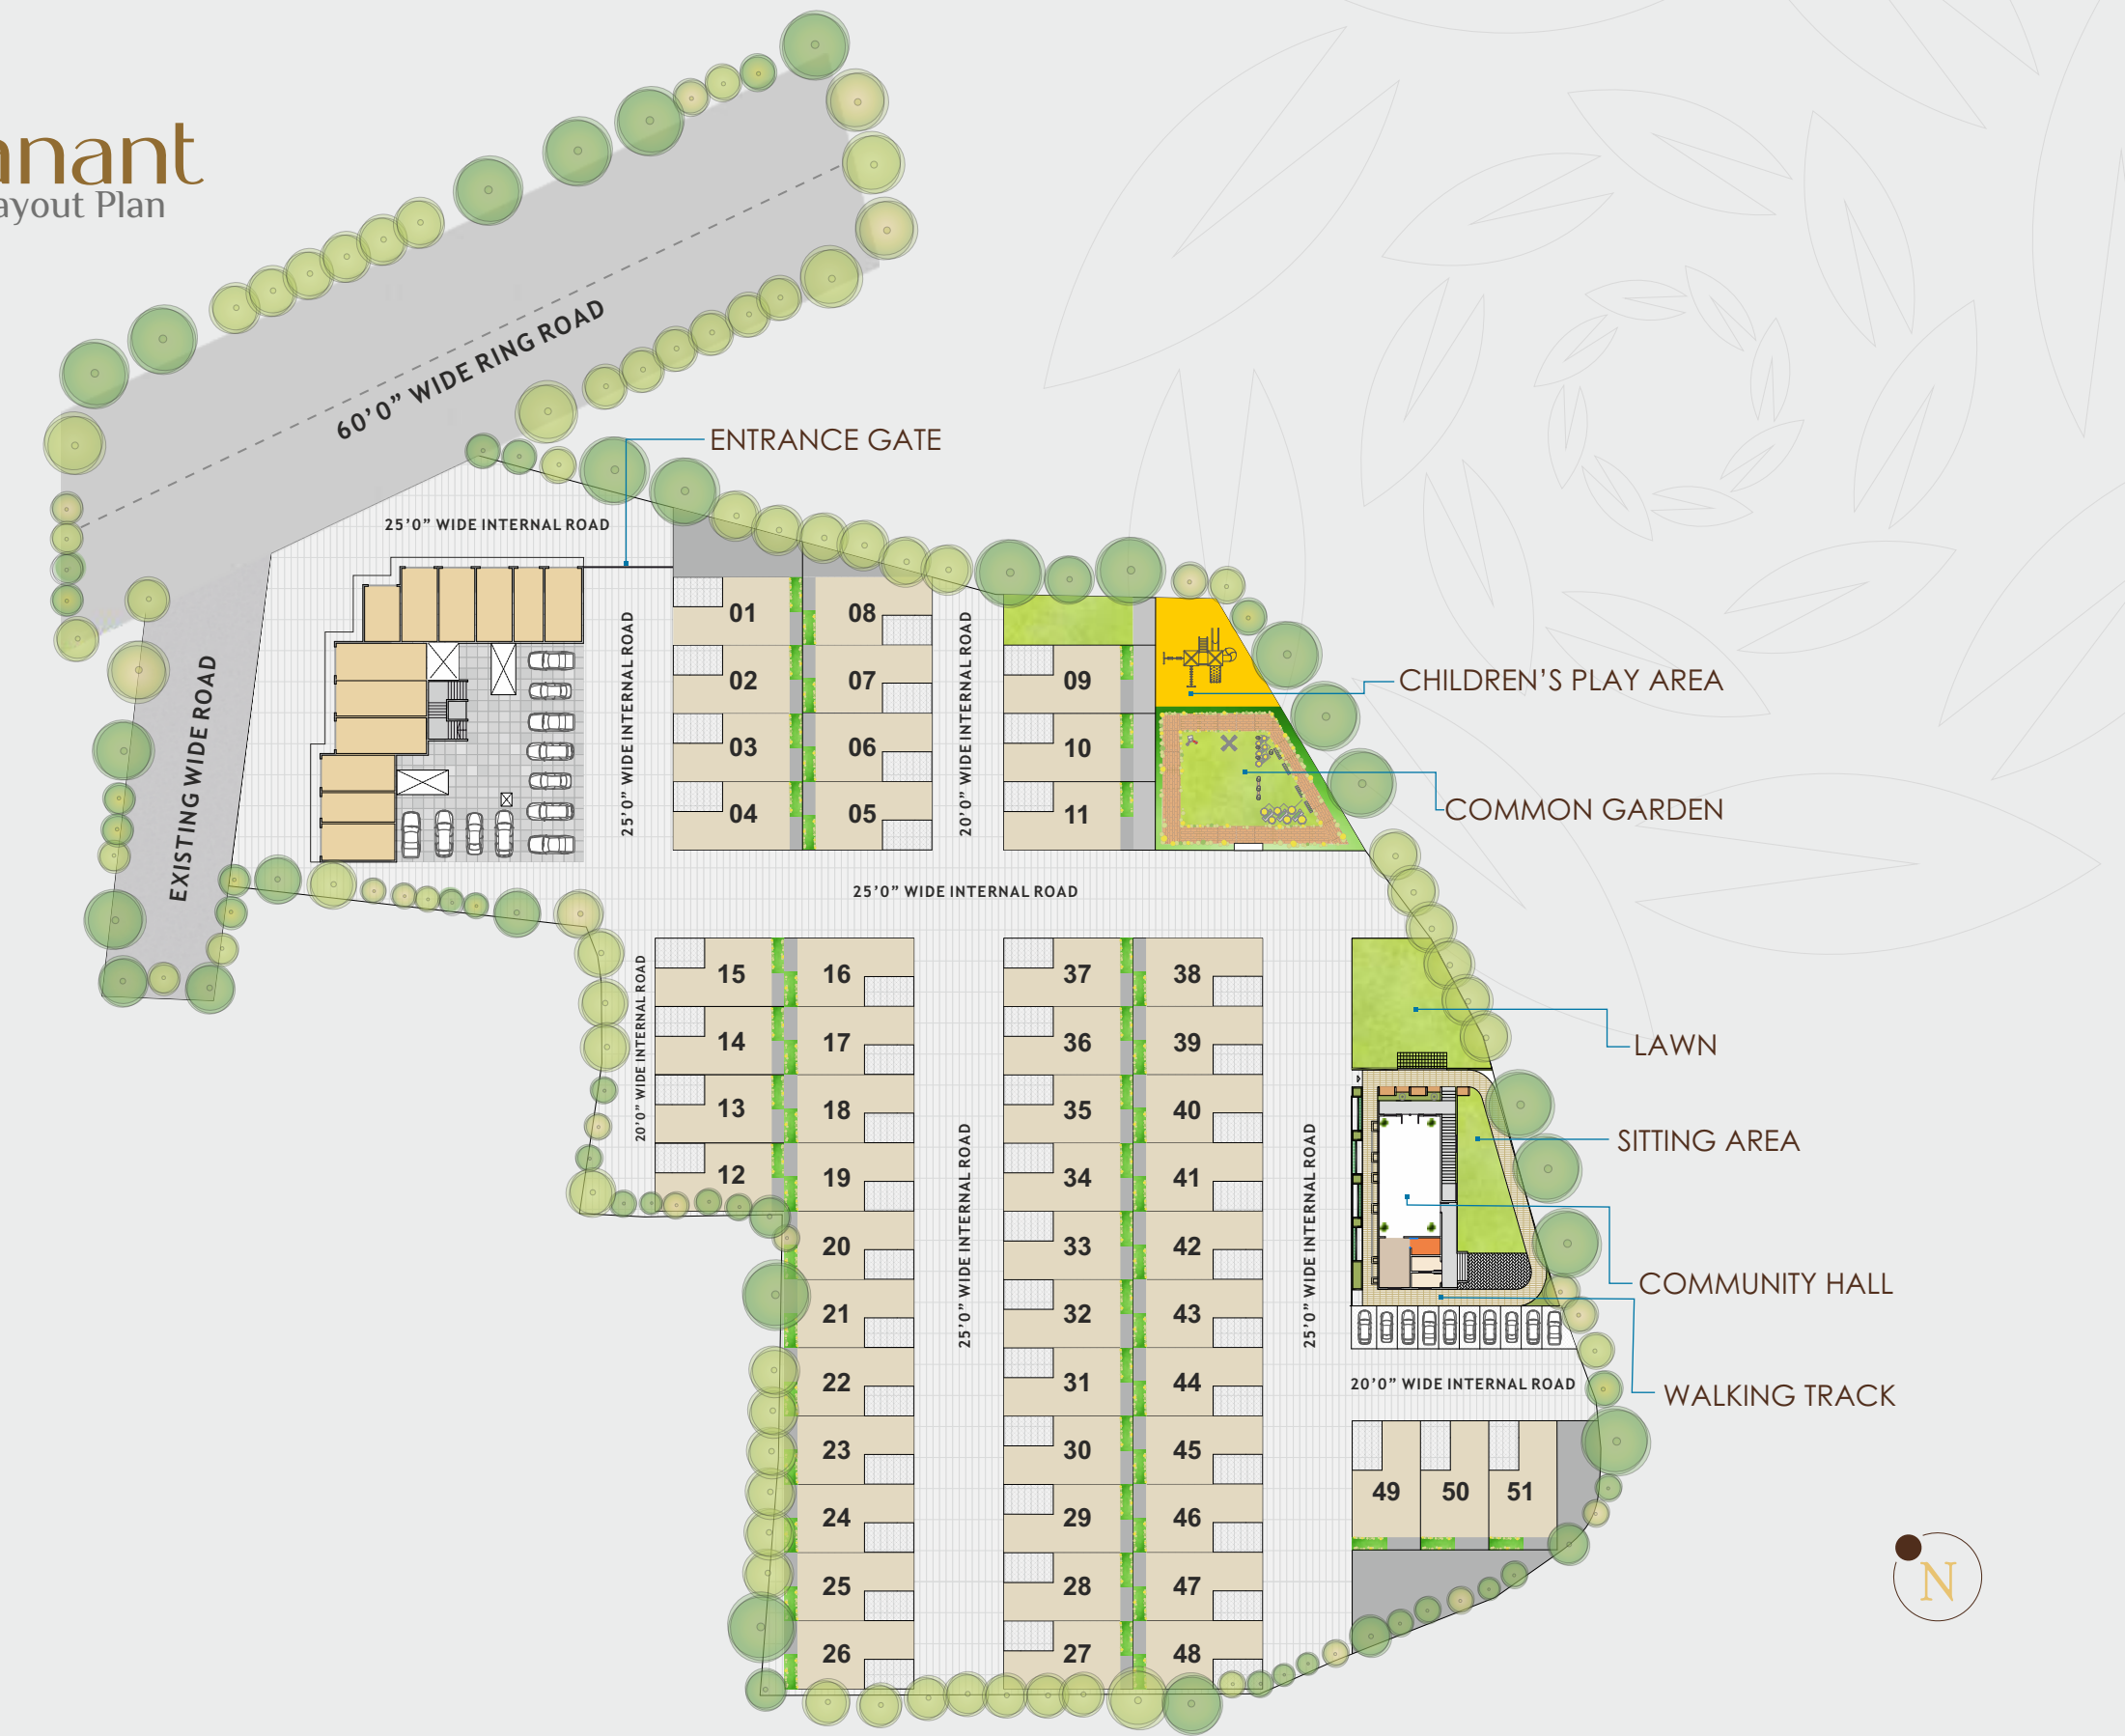 anant
ayout Plan
60’0” WIDE RING ROAD
ENTRANCE GATE
25’0” WIDE INTERNAL ROAD
EXISTING WIDE ROAD
25’0” WIDE INTERNAL ROAD
01
08
02
07
03
06
04
05
20’0” WIDE INTERNAL ROAD
09
10
11
CHILDREN’S PLAY AREA
COMMON GARDEN
25’0” WIDE INTERNAL ROAD
20’0” WIDE INTERNAL ROAD
15
16
14
17
13
18
12
19
20
21
22
23
24
25
26
25’0” WIDE INTERNAL ROAD
37
38
36
39
35
40
34
41
33
42
32
43
31
44
30
45
29
46
28
47
27
48
25’0” WIDE INTERNAL ROAD
LAWN
SITTING AREA
COMMUNITY HALL
WALKING TRACK
20’0” WIDE INTERNAL ROAD
49
50
51
N